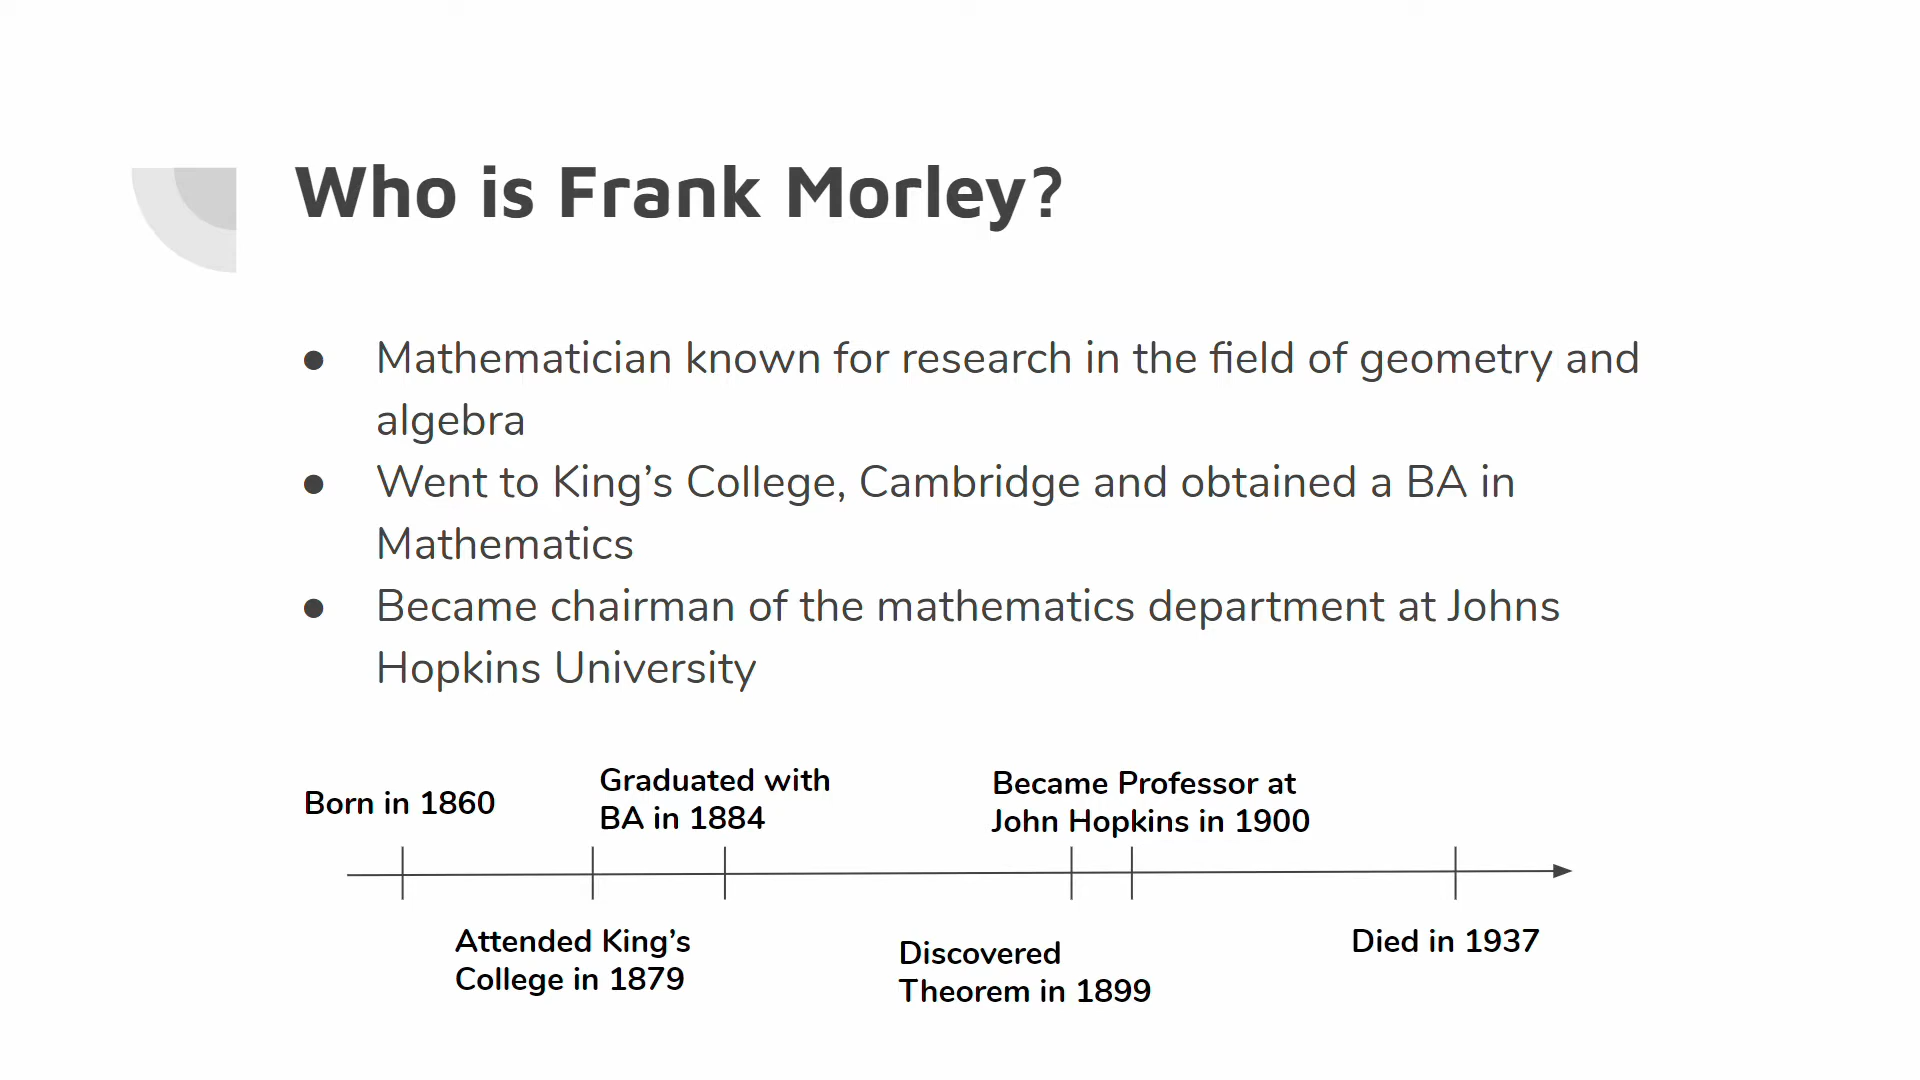 Who is Frank Morley?
● Mathematician known for research in the field of geometry and
algebra
● Went to King’s College, Cambridge and obtained a BA in
Mathematics
● Became chairman of the mathematics department at Johns
Hopkins University
Born in 1860
Graduated with
BA in 1884
Became Professor at
John Hopkins in 1900
Attended King’s
College in 1879
Discovered
Theorem in 1899
Died in 1937